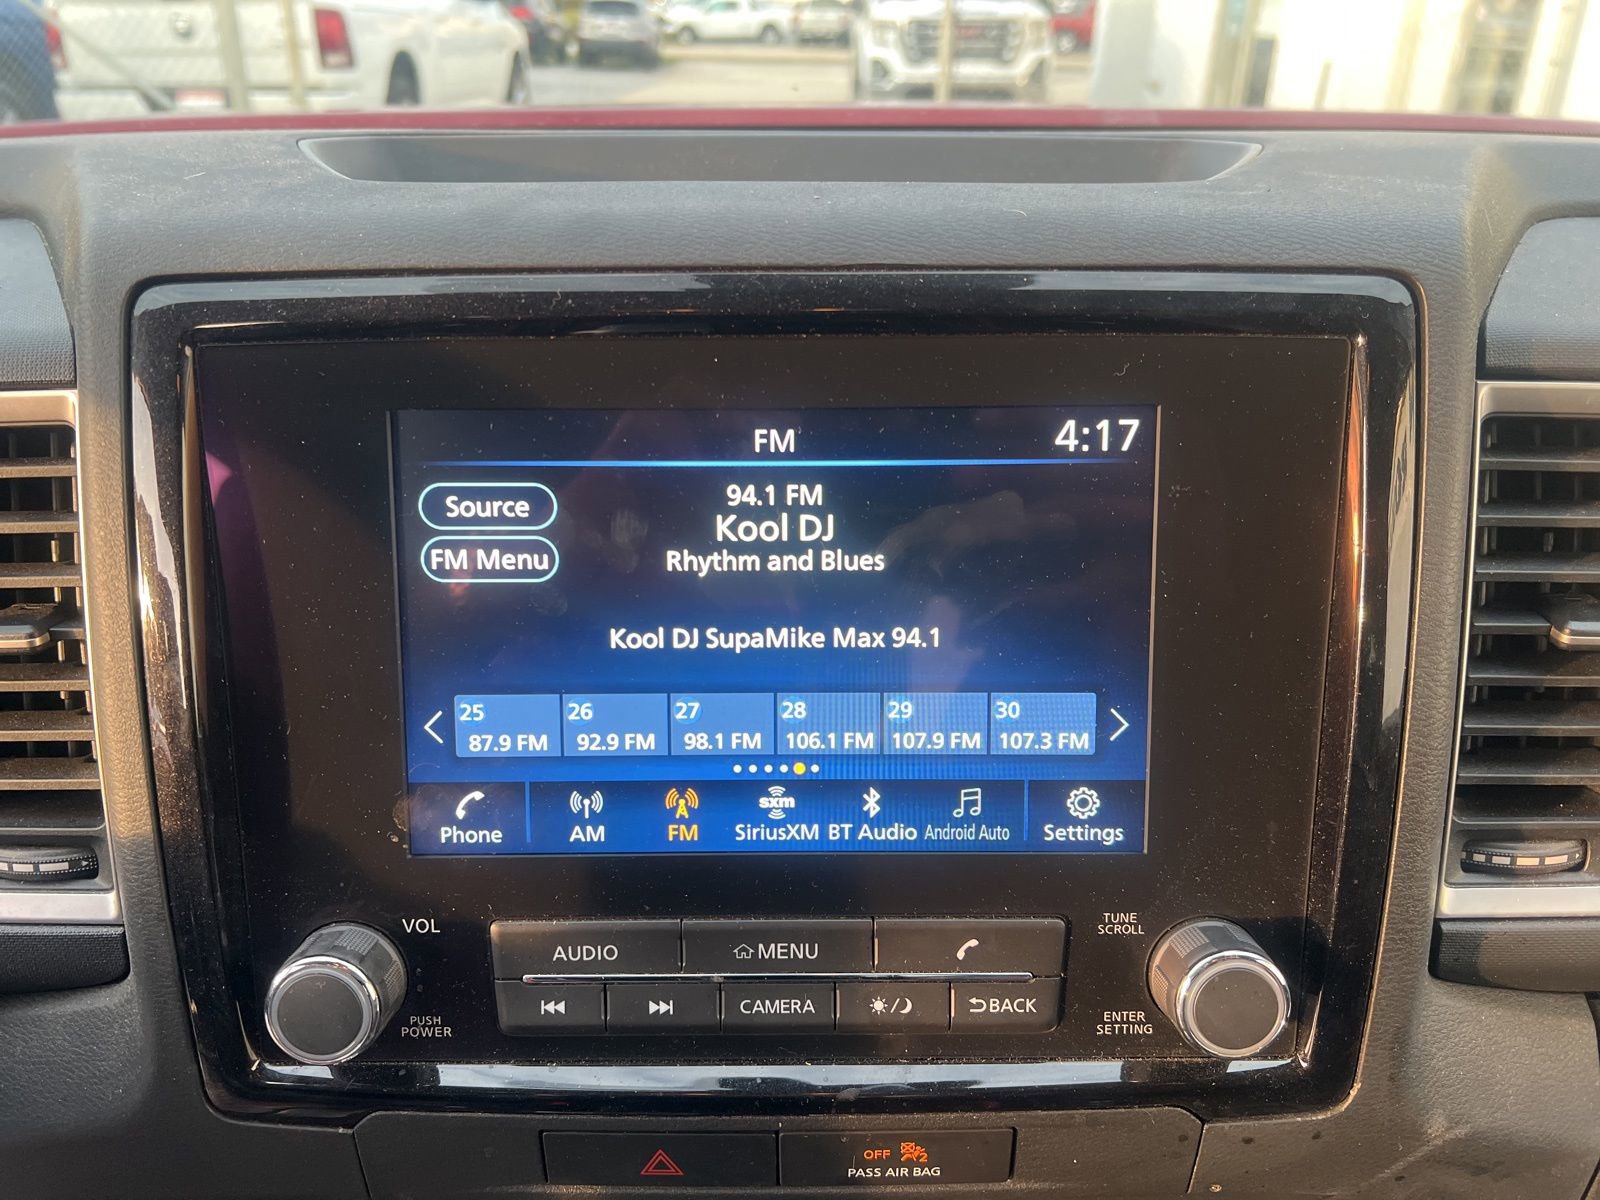 FM
4:17
Source
94.1 FM
Kool DJ
FM Menu
Rhythm and Blues
Kool DJ SupaMike Max 94.1
25 26 27 28 29 30
87.9 FM 92.9 FM 98.1 FM 106.1 FM 107.9 FM 107.3 FM
sxm
Phone AM FM SiriusXM BT Audio Android Auto Settings
VOL
AUDIO MENU
TUNE
SCROLL
CAMERA BACK
PUSH
POWER
ENTER
SETTING
OFF 2
PASS AIR BAG